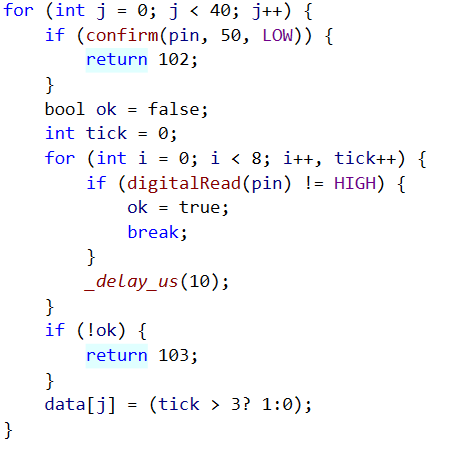 for (int j = 0; j < 40; j++) {
    if (confirm(pin, 50, LOW)) {
        return 102;
    }
    bool ok = false;
    int tick = 0;
    for (int i = 0; i < 8; i++, tick++) {
        if (digitalRead(pin) != HIGH) {
            ok = true;
            break;
        }
        _delay_us(10);
    }
    if (!ok) {
        return 103;
    }
    data[j] = (tick > 3? 1:0);
}